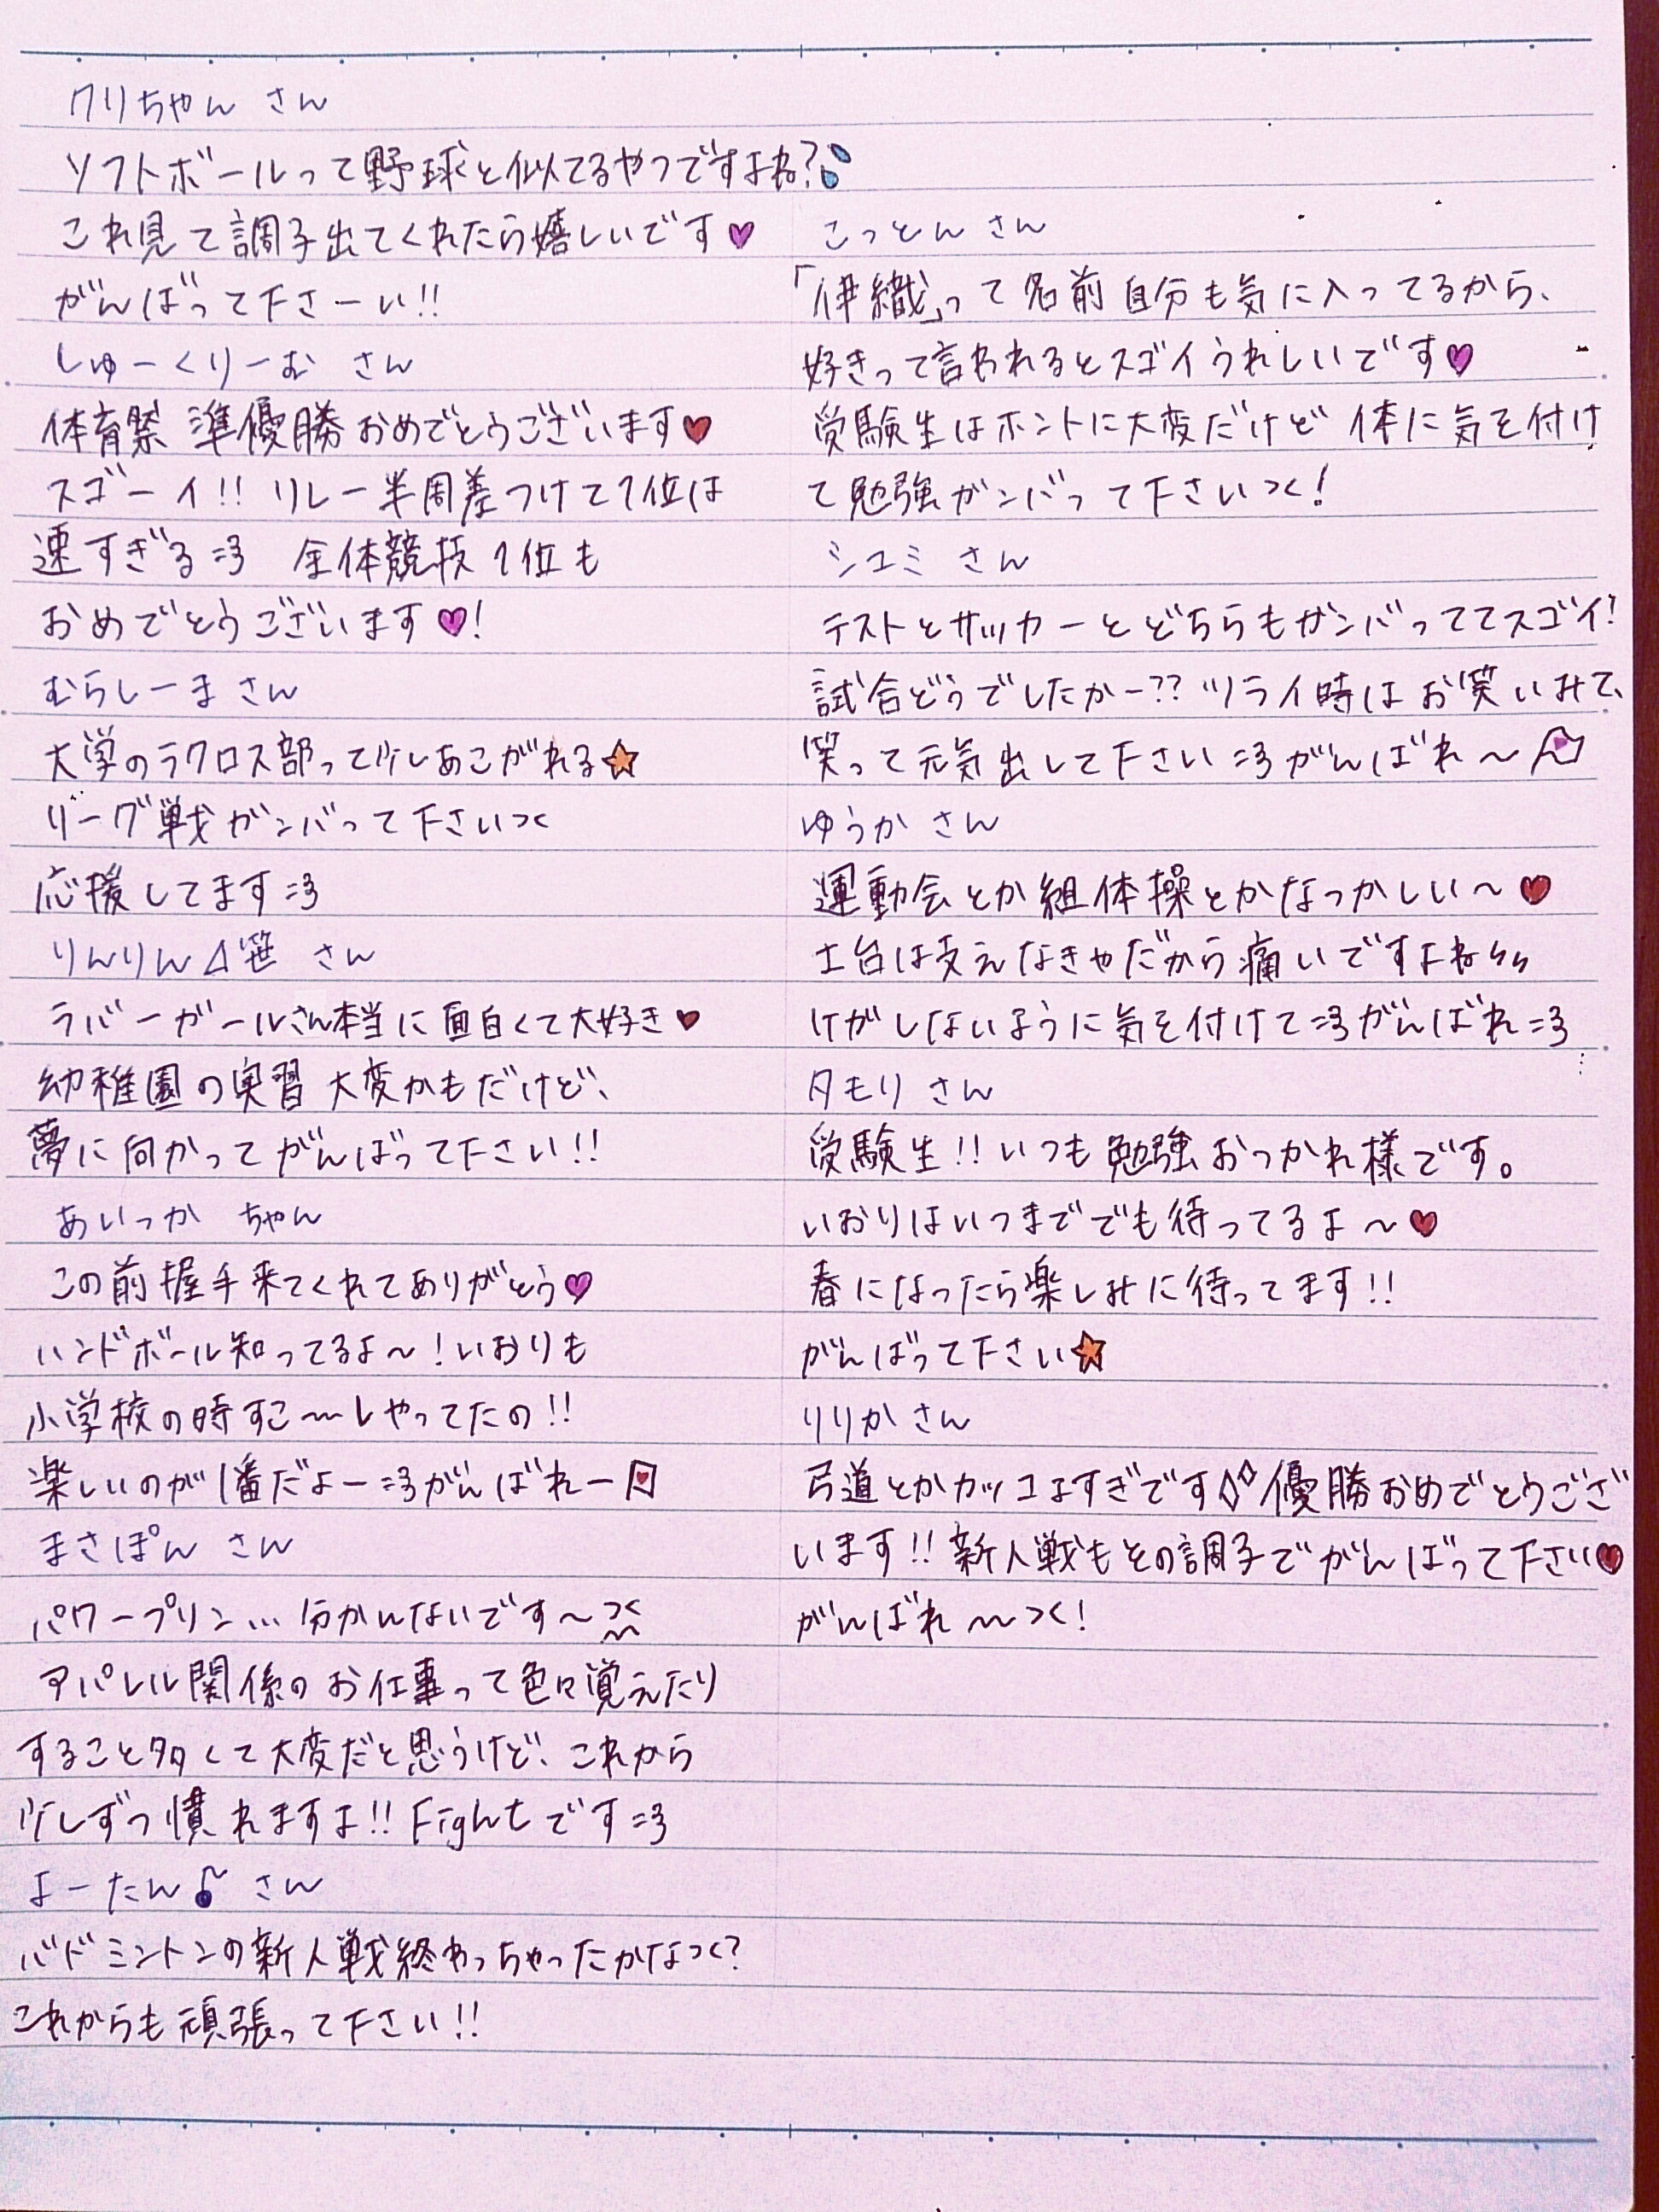 クリちゃん さん
ソフトボールって野球と似てるやつですよね?
これ見て調子出てくれたら嬉しいです♥
がんばって下さーい!!
しゅーくりーむ さん
体育祭 準優勝おめでとうございます♥
スゴーイ!! リレー半周差つけて1位は
速すぎる=3 全体競技1位も
おめでとうございます♥!
むらしーま さん
大学のラクロス部って少しあこがれる☆
リーグ戦ガンバって下さいつく
応援してます=3
りんりん⊿笹 さん
ラバーガールさん本当に面白くて大好き♥
幼稚園の実習 大変かもだけど、
夢に向かってがんばって下さい!!
あいっか ちゃん
この前握手来てくれてありがとう♥
ハンドボール知ってるよ〜!いおりも
小学校の時すこ〜しやってたの!!
楽しいのが1番だよー=3がんばれー
まさぽん さん
パワープリン... 分かんないです〜
アパレル関係のお仕事って色々覚えたり
すること多くて大変だと思うけど、これから
少しずつ慣れますよ!! Fightです=3
よーたん♪ さん
バドミントンの新人戦終わっちゃったかなつく?
これからも頑張って下さい!!
こっとん さん
「伊織」って名前自分も気に入ってるから、
好きって言われるとスゴイうれしいです♥
受験生はホントに大変だけど 体に気を付け
て勉強ガンバって下さいつく!
シユミ さん
テストとサッカーとどちらもガンバっててスゴイ!
試合どうでしたかー?? ツライ時はお笑いみて、
笑って元気出して下さい=3がんばれ〜
ゆうか さん
運動会とか組体操とかなつかしい〜♥
土台は支えなきゃだから痛いですよね
けがしないように気を付けて=3がんばれ=3
タモリ さん
受験生!!いつも勉強おつかれ様です。
いおりはいつまででも待ってるよ〜♥
春になったら楽しみに待ってます!!
がんばって下さい☆
りりか さん
弓道とかカッコよすぎです 優勝おめでとうござ
います!! 新人戦もその調子でがんばって下さい♥
がんばれ〜つく!